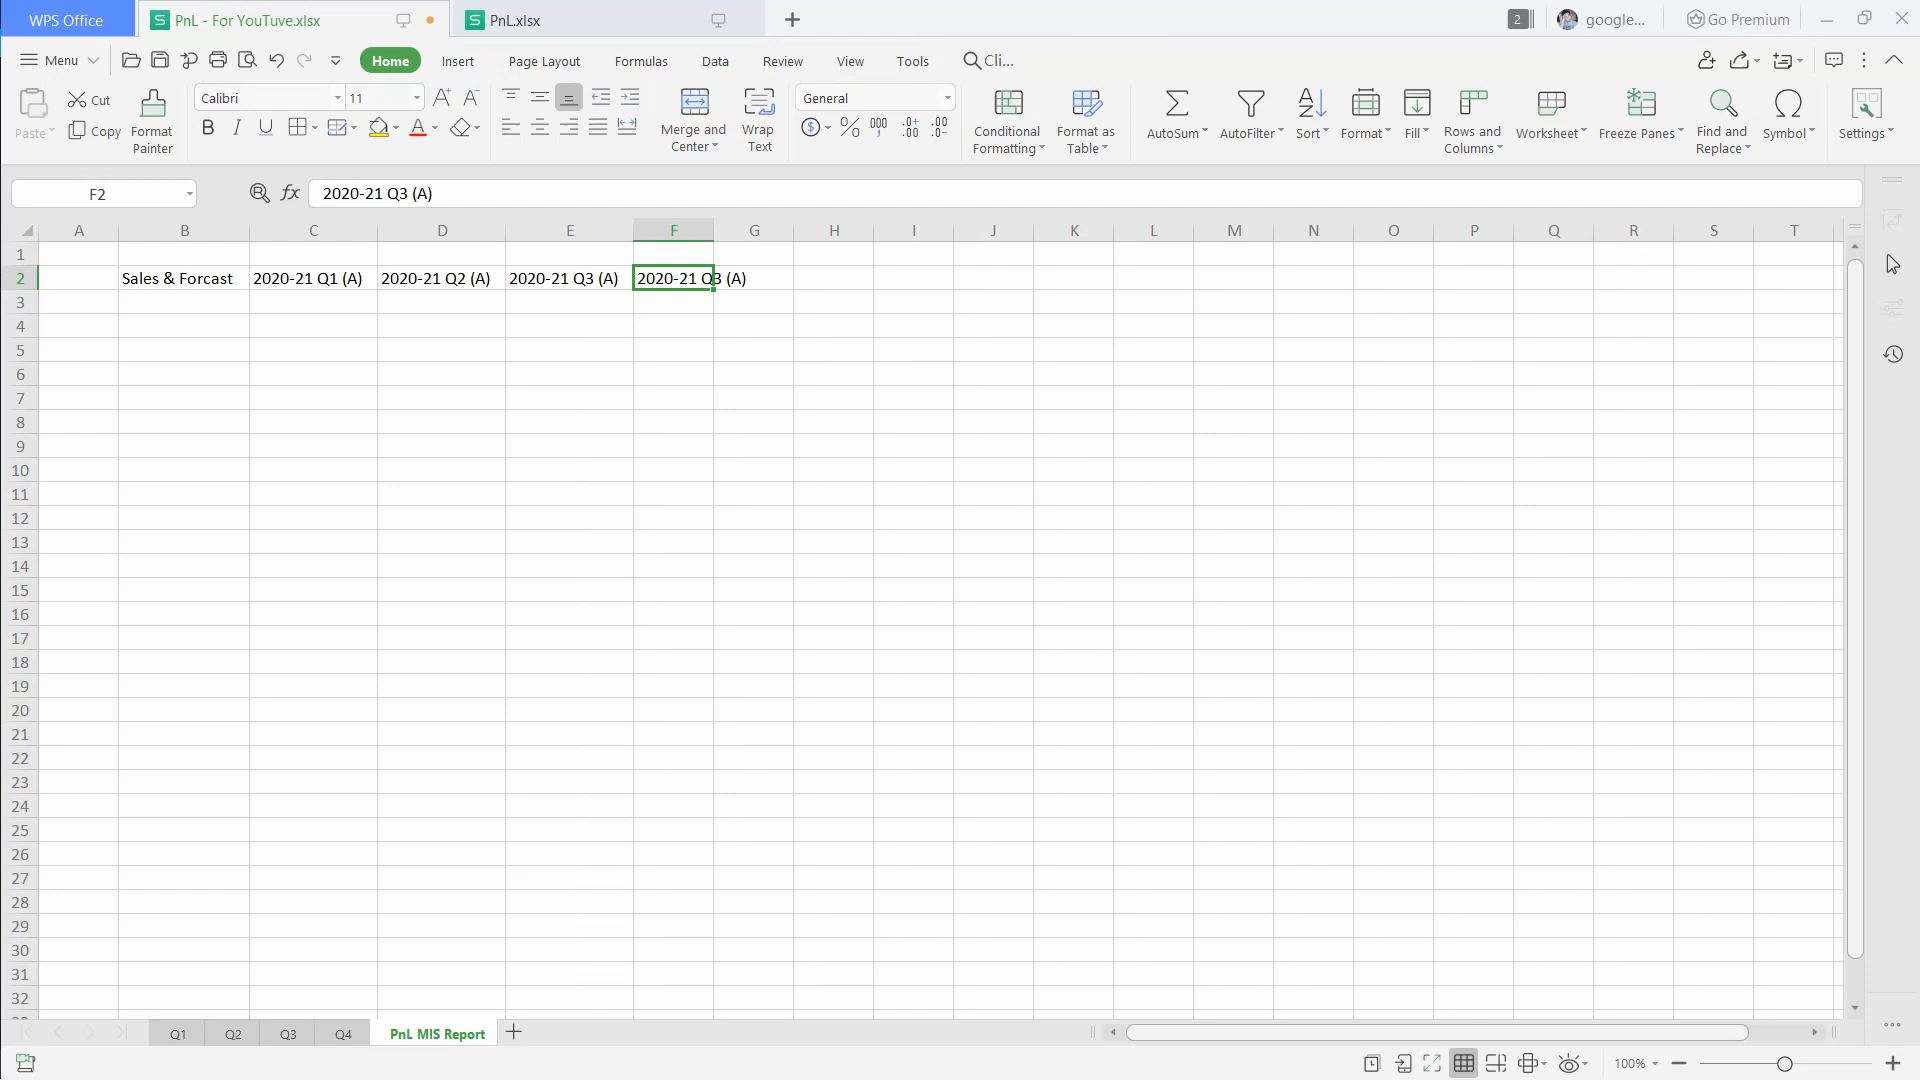 WPS Office
PnL - For YouTuve.xlsx
PnL.xlsx
2
google...
Go Premium
Menu
Home
Insert
Page Layout
Formulas
Data
Review
View
Tools
Cli...
Paste
Cut
Copy
Format Painter
Calibri
11
Merge and Center
Wrap Text
General
Conditional Formatting
Format as Table
AutoSum
AutoFilter
Sort
Format
Fill
Rows and Columns
Worksheet
Freeze Panes
Find and Replace
Symbol
Settings
F2
fx
2020-21 Q3 (A)
A B C D E F G H I J K L M N O P Q R S T
1
2 Sales & Forcast 2020-21 Q1 (A) 2020-21 Q2 (A) 2020-21 Q3 (A) 2020-21 Q3 (A)
3
4
5
6
7
8
9
10
11
12
13
14
15
16
17
18
19
20
21
22
23
24
25
26
27
28
29
30
31
32
Q1 Q2 Q3 Q4 PnL MIS Report
100%